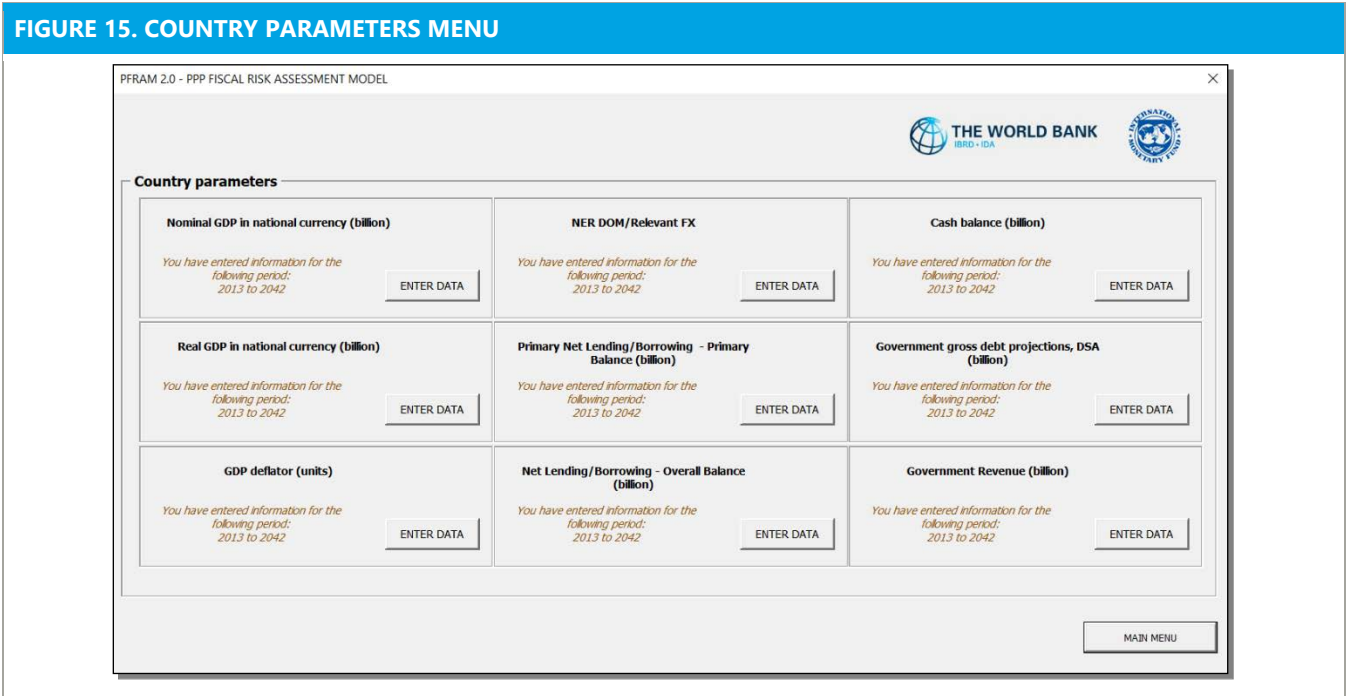 FIGURE 15. COUNTRY PARAMETERS MENU
PFRAM 2.0 - PPP FISCAL RISK ASSESSMENT MODEL
THE WORLD BANK
IBRD • IDA
INTERNATIONAL MONETARY FUND
Country parameters
Nominal GDP in national currency (billion)
You have entered information for the
following period:
2013 to 2042
ENTER DATA
NER DOM/Relevant FX
You have entered information for the
following period:
2013 to 2042
ENTER DATA
Cash balance (billion)
You have entered information for the
following period:
2013 to 2042
ENTER DATA
Real GDP in national currency (billion)
You have entered information for the
following period:
2013 to 2042
ENTER DATA
Primary Net Lending/Borrowing - Primary
Balance (billion)
You have entered information for the
following period:
2013 to 2042
ENTER DATA
Government gross debt projections, DSA
(billion)
You have entered information for the
following period:
2013 to 2042
ENTER DATA
GDP deflator (units)
You have entered information for the
following period:
2013 to 2042
ENTER DATA
Net Lending/Borrowing - Overall Balance
(billion)
You have entered information for the
following period:
2013 to 2042
ENTER DATA
Government Revenue (billion)
You have entered information for the
following period:
2013 to 2042
ENTER DATA
MAIN MENU